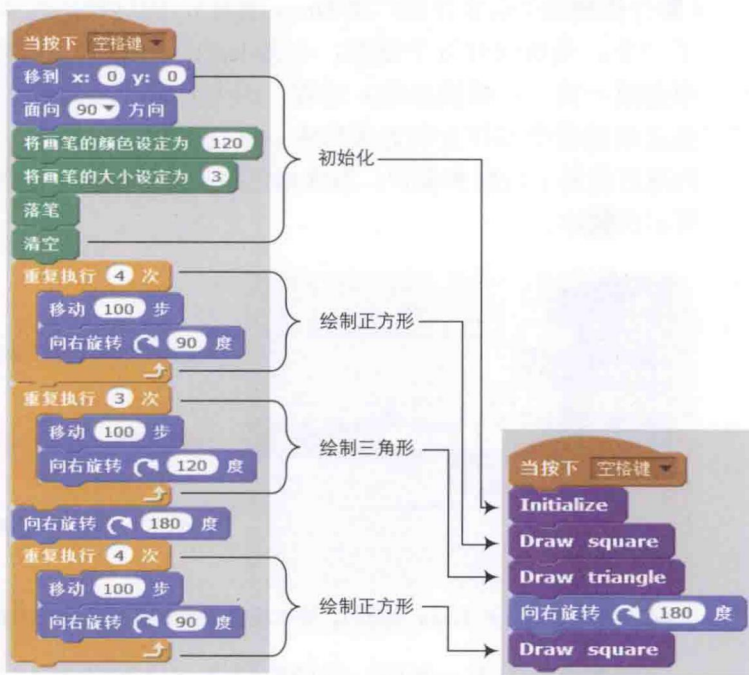 当按下 空格键
移到 x: 0 y: 0
面向 90 方向
将画笔的颜色设定为 120
将画笔的大小设定为 3
落笔
清空
初始化
重复执行 4 次
移动 100 步
向右旋转 90 度
绘制正方形
重复执行 3 次
移动 100 步
向右旋转 120 度
绘制三角形
向右旋转 180 度
重复执行 4 次
移动 100 步
向右旋转 90 度
绘制正方形
当按下 空格键
Initialize
Draw square
Draw triangle
向右旋转 180 度
Draw square